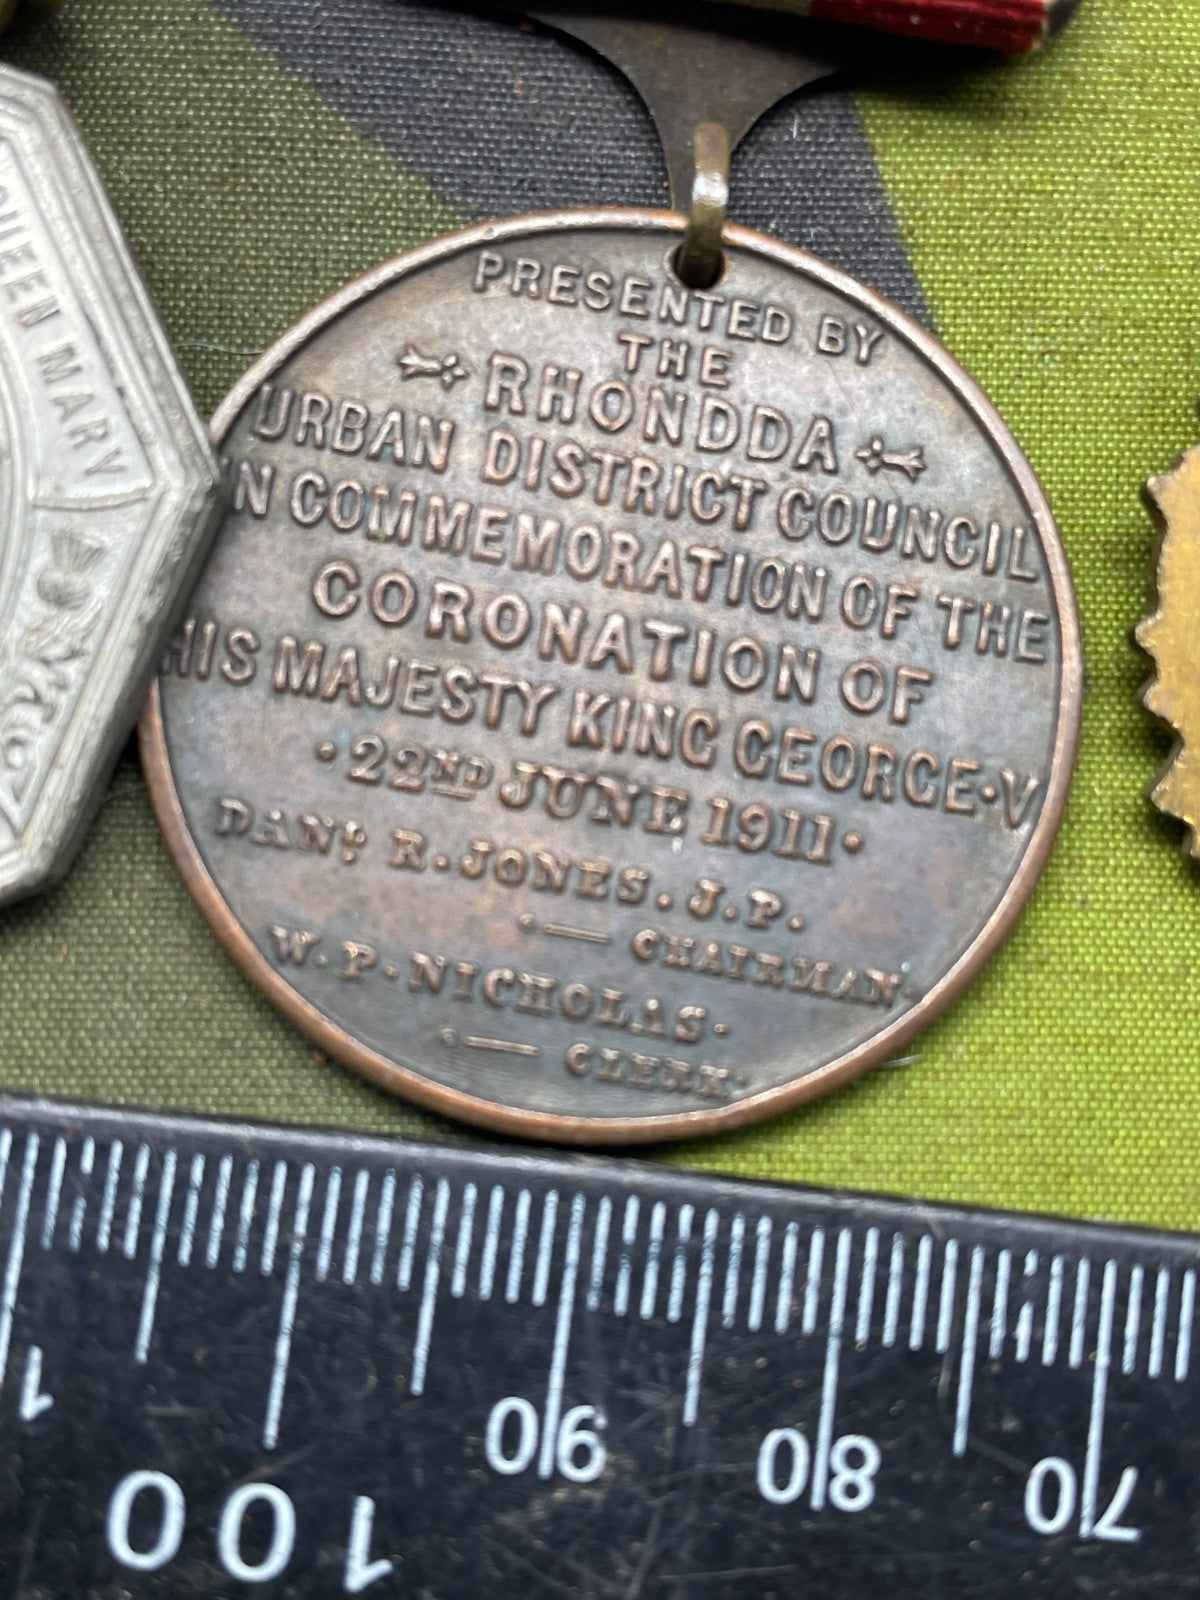 PRESENTED BY
THE
RHONDDA
URBAN DISTRICT COUNCIL
IN COMMEMORATION OF THE
CORONATION OF
HIS MAJESTY KING GEORGE·V
·22ND JUNE 1911·
DANL R. JONES. J.P.
·— CHAIRMAN·
W. P. NICHOLAS·
·— CLERK·
QUEEN MARY
100
90
80
70